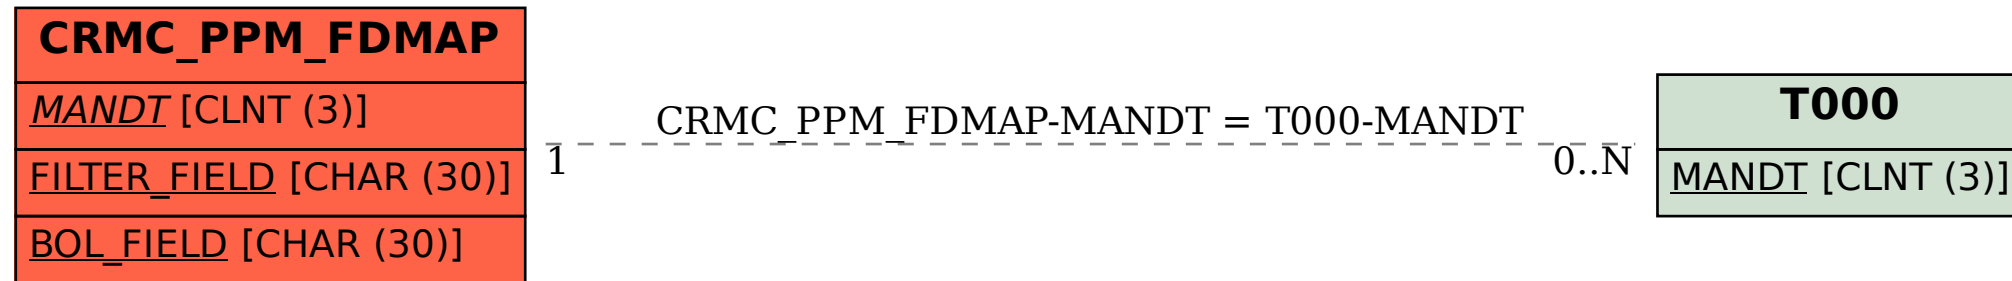 CRMC_PPM_FDMAP
MANDT [CLNT (3)]
FILTER_FIELD [CHAR (30)]
BOL_FIELD [CHAR (30)]
CRMC_PPM_FDMAP-MANDT = T000-MANDT
1
0..N
T000
MANDT [CLNT (3)]